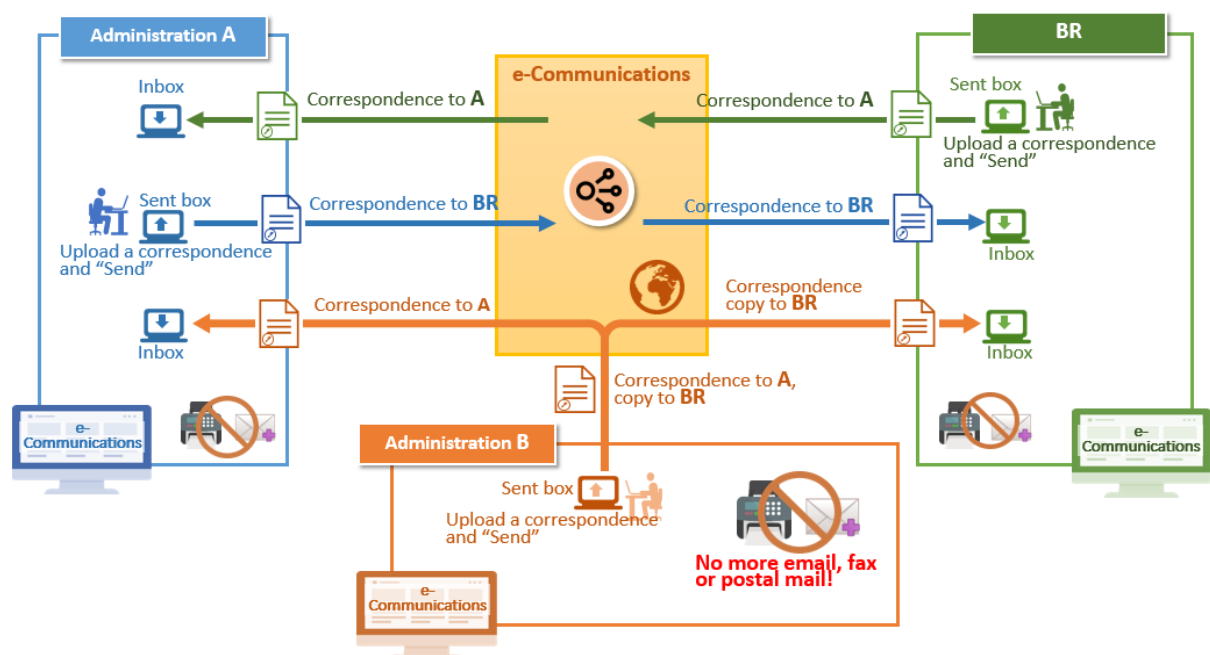 Administration A
BR
e-Communications
Inbox
Correspondence to A
Correspondence to A
Sent box
Upload a correspondence
and “Send”
Sent box
Correspondence to BR
Correspondence to BR
Upload a correspondence
and “Send”
Inbox
Correspondence to A
Correspondence
copy to BR
Inbox
Inbox
Correspondence to A,
copy to BR
e-
Communications
Administration B
e-
Communications
Sent box
Upload a correspondence
and “Send”
No more email, fax
or postal mail!
e-
Communications